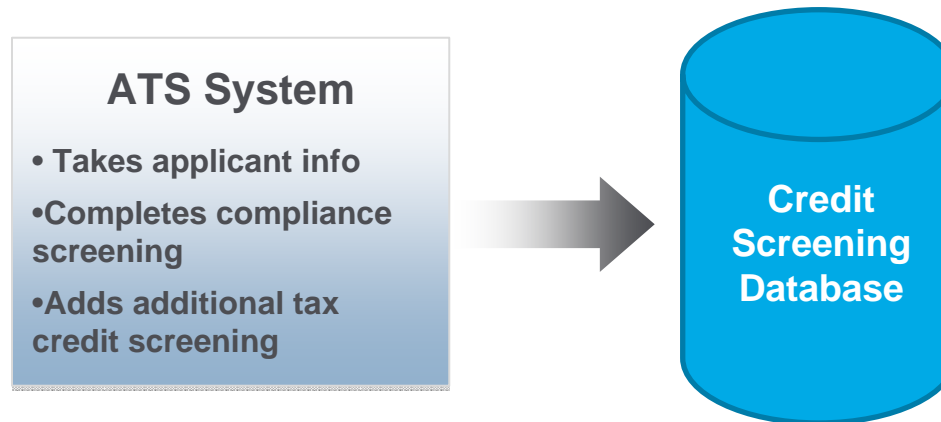 ATS System
• Takes applicant info
•Completes compliance
screening
•Adds additional tax
credit screening
Credit
Screening
Database